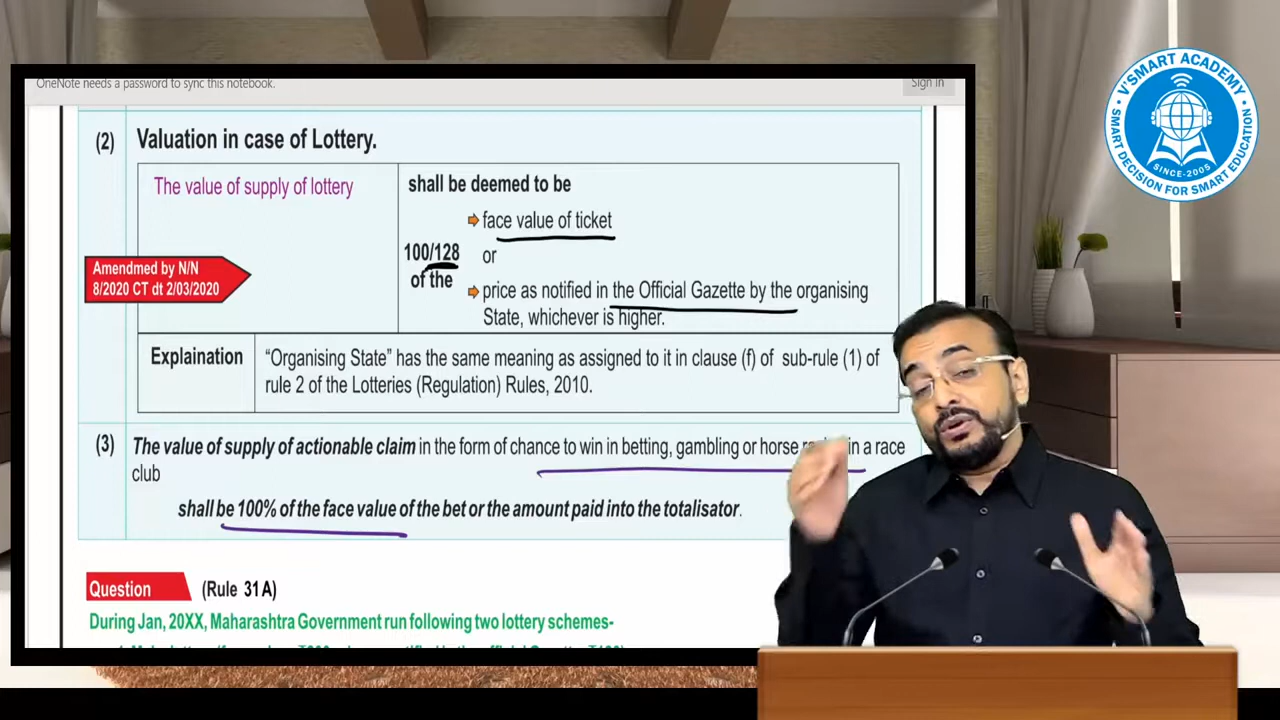 OneNote needs a password to sync this notebook.
Sign in
(2) Valuation in case of Lottery.
The value of supply of lottery
shall be deemed to be
face value of ticket
100/128
of the
or
price as notified in the Official Gazette by the organising
State, whichever is higher.
Amendmed by N/N
8/2020 CT dt 2/03/2020
Explaination
“Organising State” has the same meaning as assigned to it in clause (f) of sub-rule (1) of
rule 2 of the Lotteries (Regulation) Rules, 2010.
(3) The value of supply of actionable claim in the form of chance to win in betting, gambling or horse in a race
club
shall be 100% of the face value of the bet or the amount paid into the totalisator.
Question (Rule 31A)
During Jan, 20XX, Maharashtra Government run following two lottery schemes-
V'SMART ACADEMY
SINCE-2005
SMART DECISION FOR SMART EDUCATION